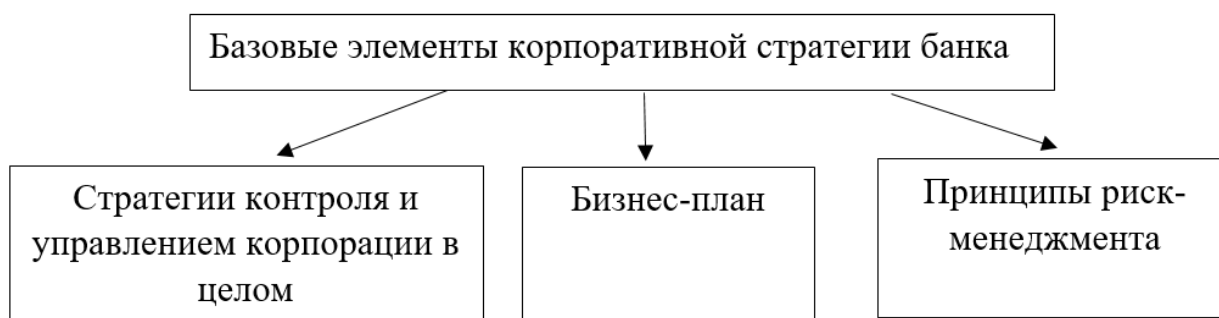 Базовые элементы корпоративной стратегии банка
Стратегии контроля и
управлением корпорации в
целом
Бизнес-план
Принципы риск-
менеджмента